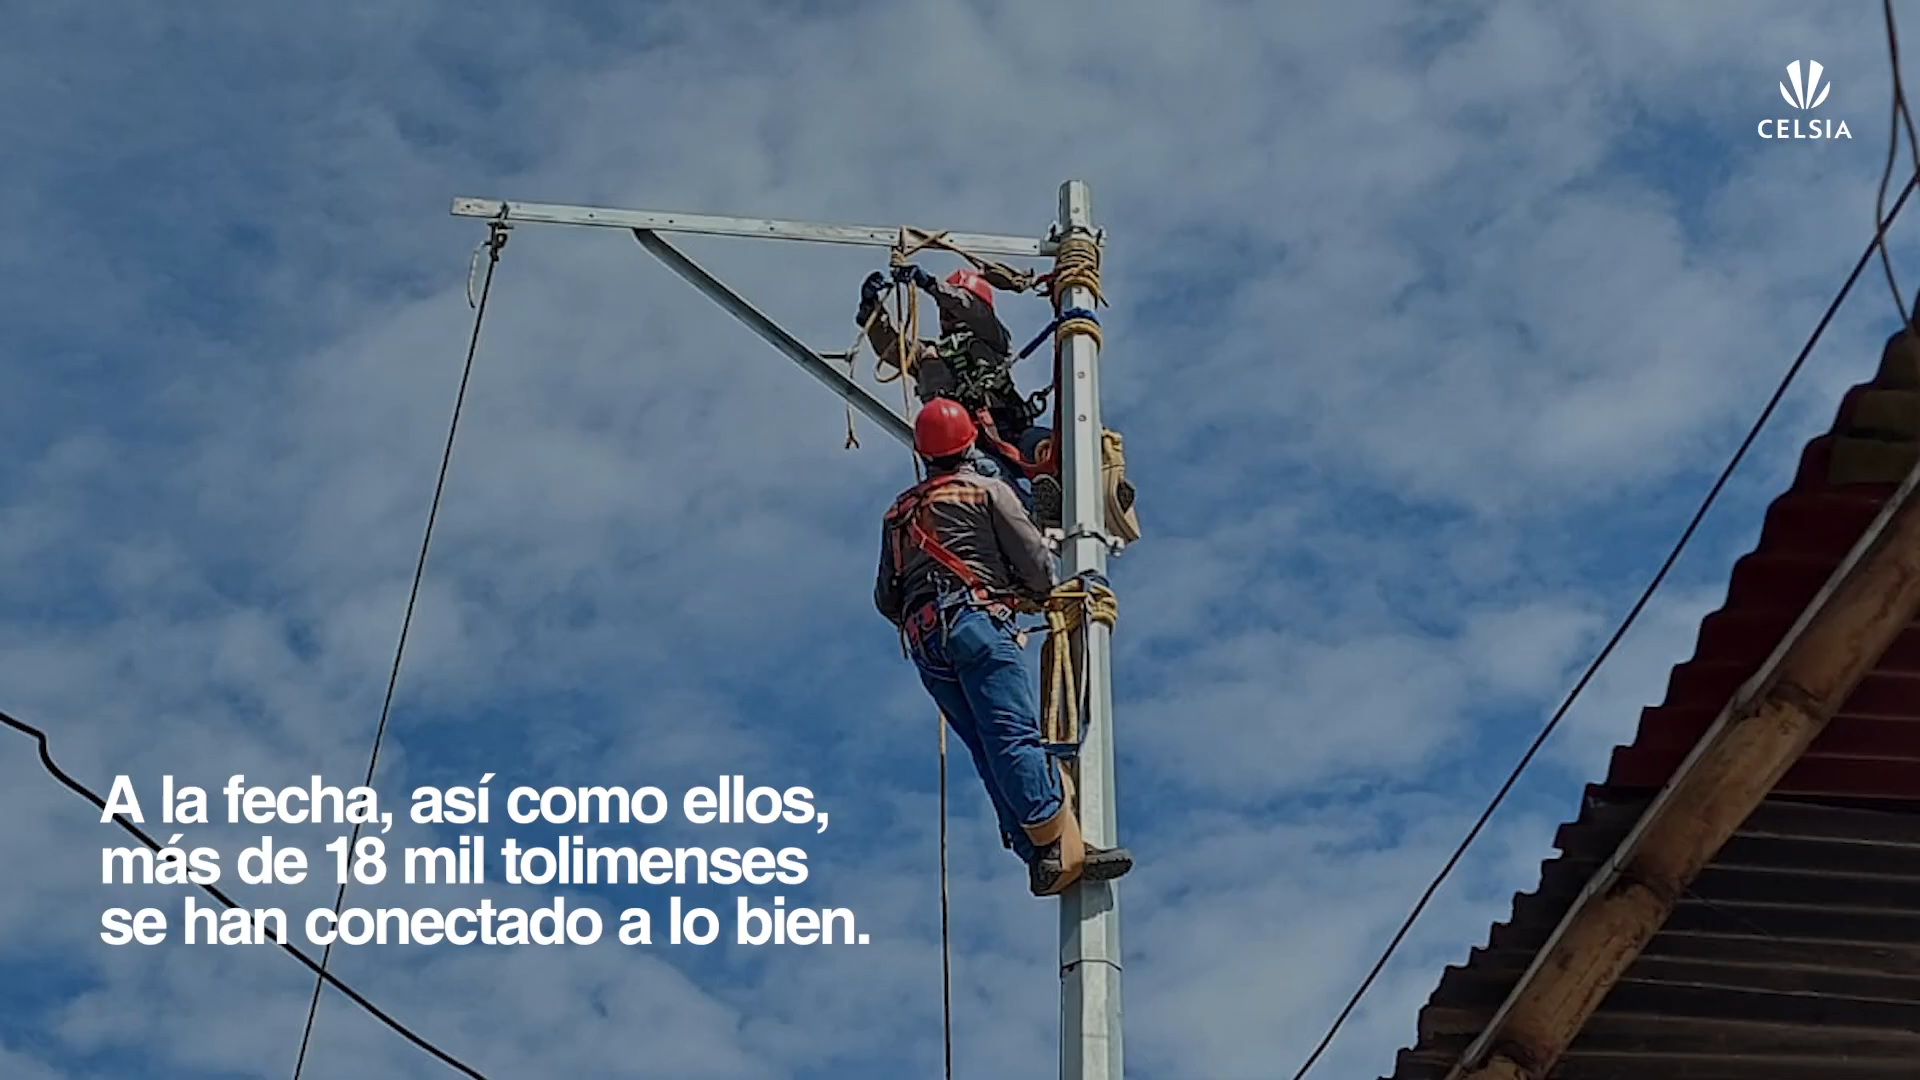 CELSIA
A la fecha, así como ellos,
más de 18 mil tolimenses
se han conectado a lo bien.